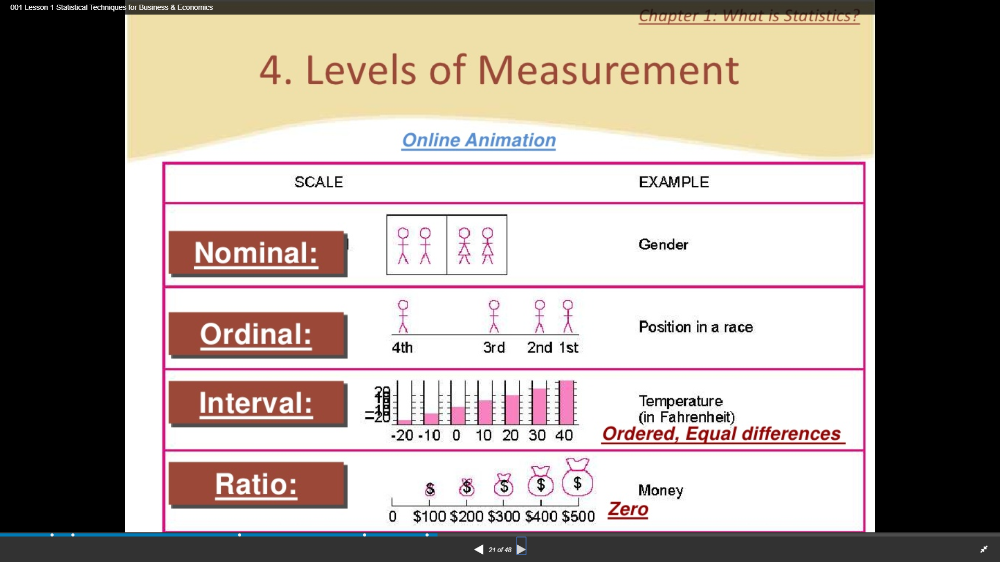 001 Lesson 1 Statistical Techniques for Business & Economics
Chapter 1: What is Statistics?
4. Levels of Measurement
Online Animation
SCALE EXAMPLE
Nominal: Gender
Ordinal: Position in a race
4th 3rd 2nd 1st
Interval:
20
-20
Temperature
(in Fahrenheit)
-20 -10 0 10 20 30 40
Ordered, Equal differences
Ratio:
$ $ $ $ $
Money
Zero
0 $100 $200 $300 $400 $500
21 of 48